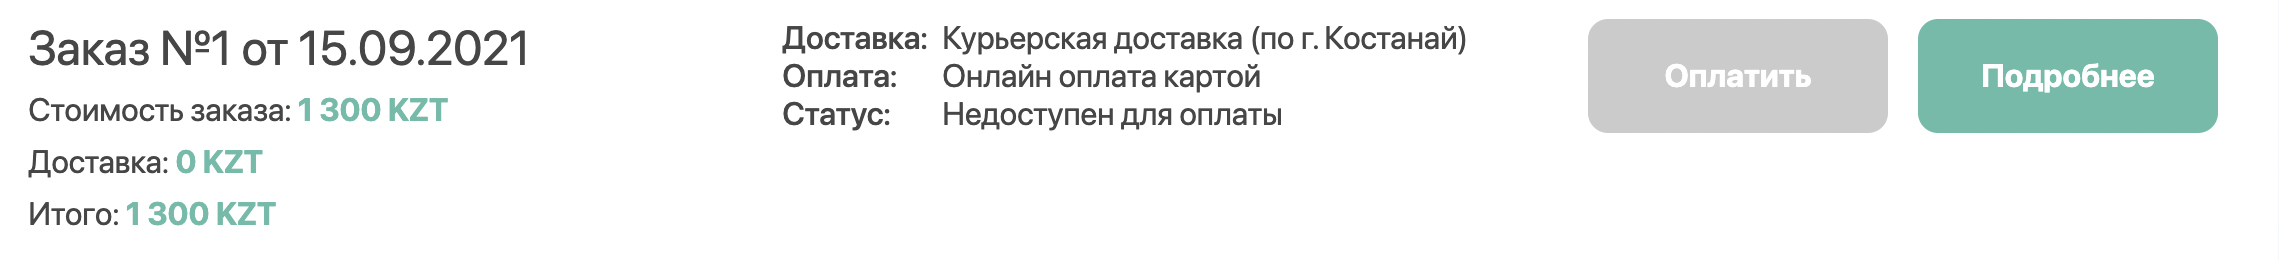 Заказ №1 от 15.09.2021
Стоимость заказа: 1 300 KZT
Доставка: 0 KZT
Итого: 1 300 KZT
Доставка: Курьерская доставка (по г. Костанай)
Оплата: Онлайн оплата картой
Статус: Недоступен для оплаты
Оплатить
Подробнее